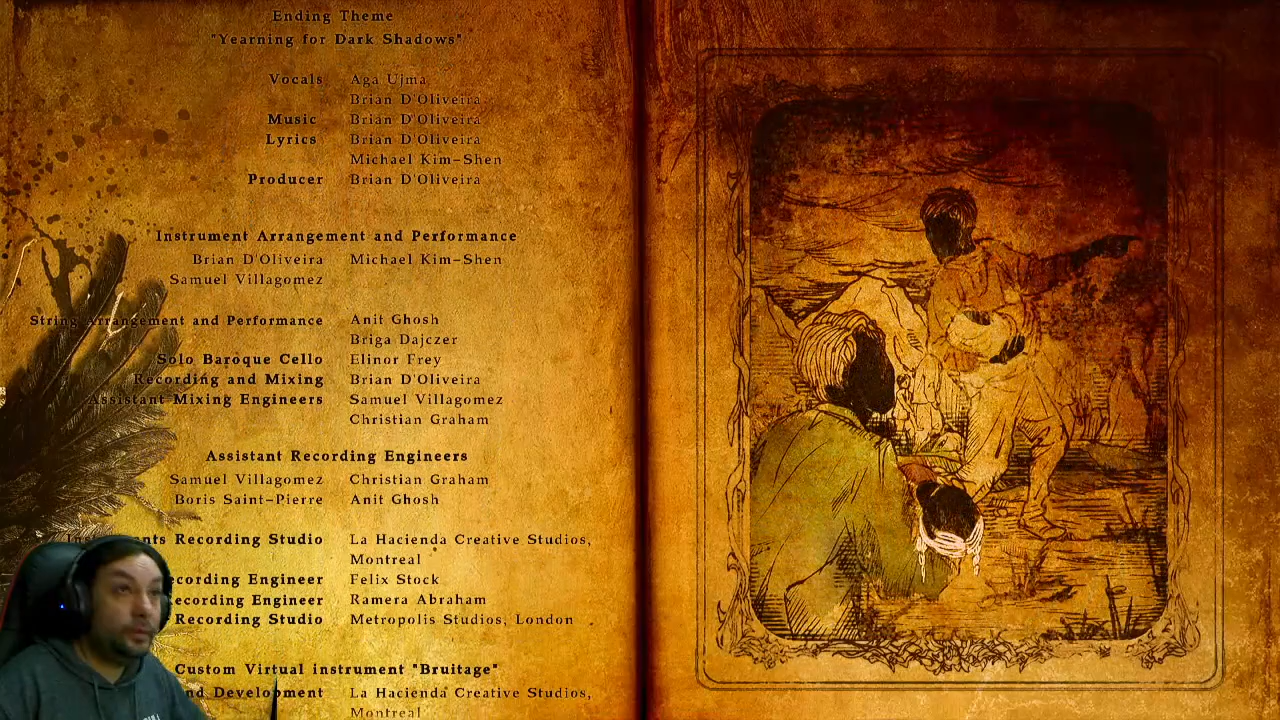 Ending Theme
"Yearning for Dark Shadows"
Vocals Aga Ujma
Brian D'Oliveira
Music Brian D'Oliveira
Lyrics Brian D'Oliveira
Michael Kim-Shen
Producer Brian D'Oliveira
Instrument Arrangement and Performance
Brian D'Oliveira Michael Kim-Shen
Samuel Villagomez
String Arrangement and Performance Anit Ghosh
Briga Dajczer
Solo Baroque Cello Elinor Frey
Recording and Mixing Brian D'Oliveira
Assistant Mixing Engineers Samuel Villagomez
Christian Graham
Assistant Recording Engineers
Samuel Villagomez Christian Graham
Boris Saint-Pierre Anit Ghosh
Instruments Recording Studio La Hacienda Creative Studios,
Montreal
Recording Engineer Felix Stock
Recording Engineer Ramera Abraham
Recording Studio Metropolis Studios, London
Custom Virtual instrument "Bruitage"
Development La Hacienda Creative Studios,
Montreal